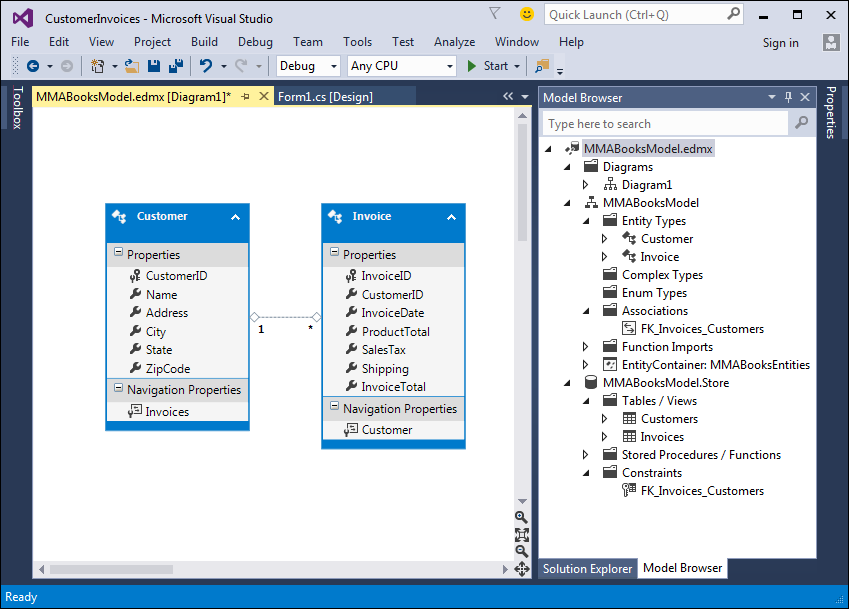 CustomerInvoices - Microsoft Visual Studio
Quick Launch (Ctrl+Q)
File Edit View Project Build Debug Team Tools Test Analyze Window Help
Sign in
Debug Any CPU Start
Toolbox
MMABooksModel.edmx [Diagram1]* Form1.cs [Design]
Customer
Properties
CustomerID
Name
Address
City
State
ZipCode
Navigation Properties
Invoices
1 *
Invoice
Properties
InvoiceID
CustomerID
InvoiceDate
ProductTotal
SalesTax
Shipping
InvoiceTotal
Navigation Properties
Customer
Model Browser
Type here to search
MMABooksModel.edmx
Diagrams
Diagram1
MMABooksModel
Entity Types
Customer
Invoice
Complex Types
Enum Types
Associations
FK_Invoices_Customers
Function Imports
EntityContainer: MMABooksEntities
MMABooksModel.Store
Tables / Views
Customers
Invoices
Stored Procedures / Functions
Constraints
FK_Invoices_Customers
Solution Explorer Model Browser
Properties
Ready